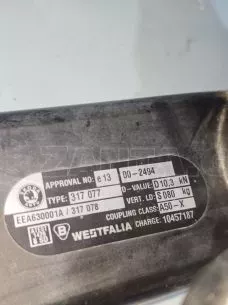 APPROVAL NO: e13 00-2494
TYPE: 317 077 D-VALUE: D10,3 kN
EEA630001A / 317 078 VERT. LD: S 080 kg
COUPLING CLASS: A50-X
WESTFALIA CHARGE: 10457187